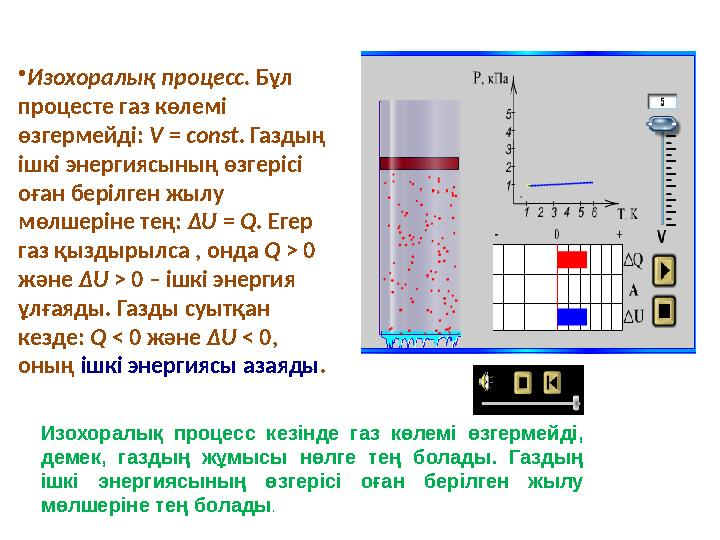 •Изохоралық процесс. Бұл
процесте газ көлемі
өзгермейді: V = const. Газдың
ішкі энергиясының өзгерісі
оған берілген жылу
мөлшеріне тең: ΔU = Q. Егер
газ қыздырылса , онда Q > 0
және ΔU > 0 – ішкі энергия
ұлғаяды. Газды суытқан
кезде: Q < 0 және ΔU < 0,
оның ішкі энергиясы азаяды.
P, кПа
5
4
3
2
1
1 2 3 4 5 6 T, K
5
V
- 0 +
ΔQ
A
ΔU
Изохоралық процесс кезінде газ көлемі өзгермейді,
демек, газдың жұмысы нөлге тең болады. Газдың
ішкі энергиясының өзгерісі оған берілген жылу
мөлшеріне тең болады.